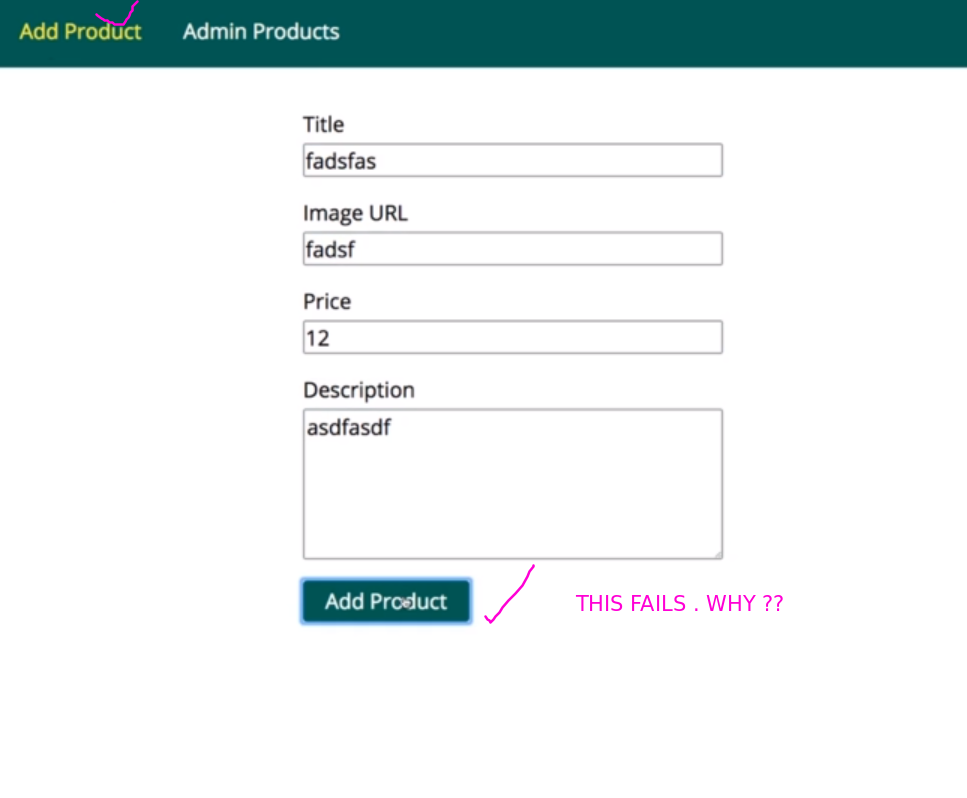 Add Product Admin Products
Title
fadsfas
Image URL
fadsf
Price
12
Description
asdfasdf
Add Product THIS FAILS . WHY ??